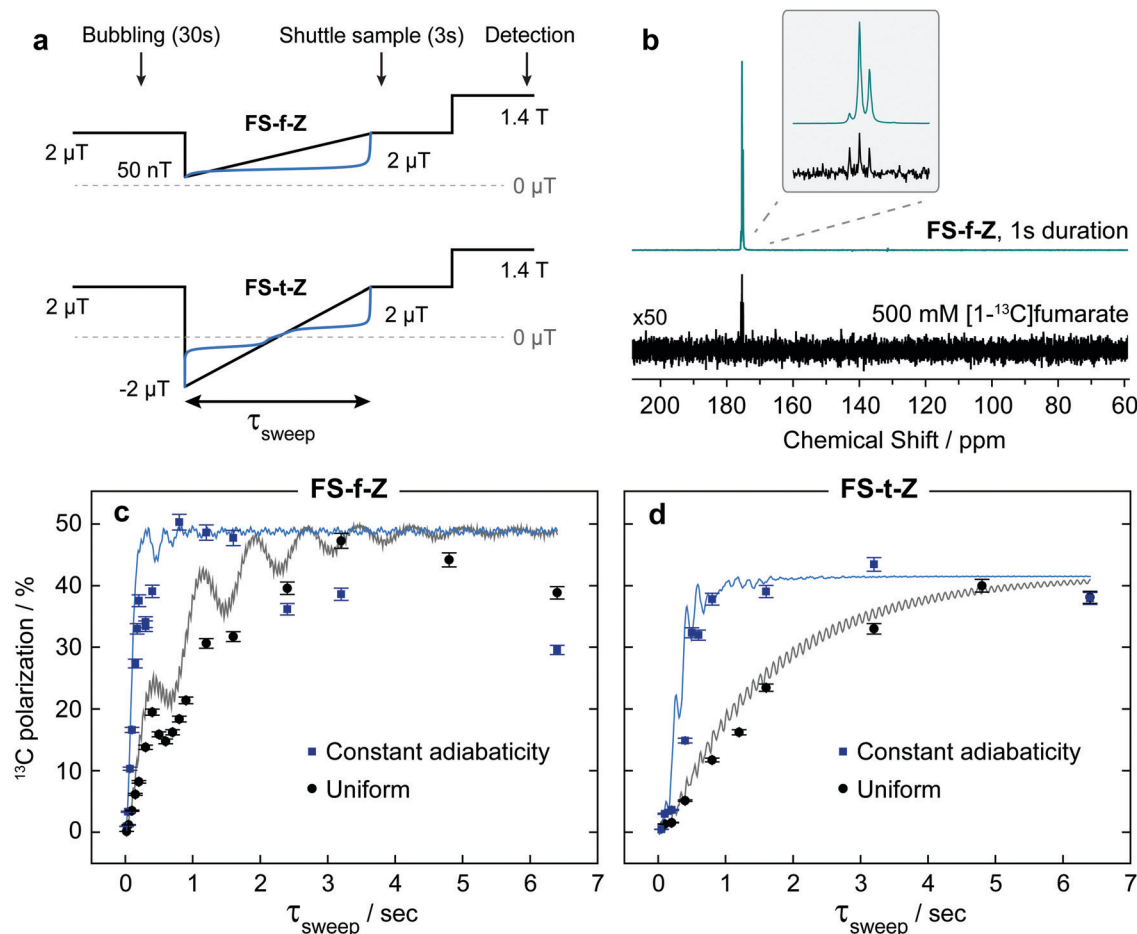 a
Bubbling (30s)
Shuttle sample (3s)
Detection
FS-f-Z
2 µT
50 nT
2 µT
1.4 T
0 µT
FS-t-Z
2 µT
-2 µT
2 µT
1.4 T
0 µT
τsweep
b
FS-f-Z, 1s duration
x50
500 mM [1-¹³C]fumarate
200 180 160 140 120 100 80 60
Chemical Shift / ppm
FS-f-Z
c
50
40
30
20
10
0
¹³C polarization / %
Constant adiabaticity
Uniform
0 1 2 3 4 5 6 7
τsweep / sec
FS-t-Z
d
Constant adiabaticity
Uniform
0 1 2 3 4 5 6 7
τsweep / sec